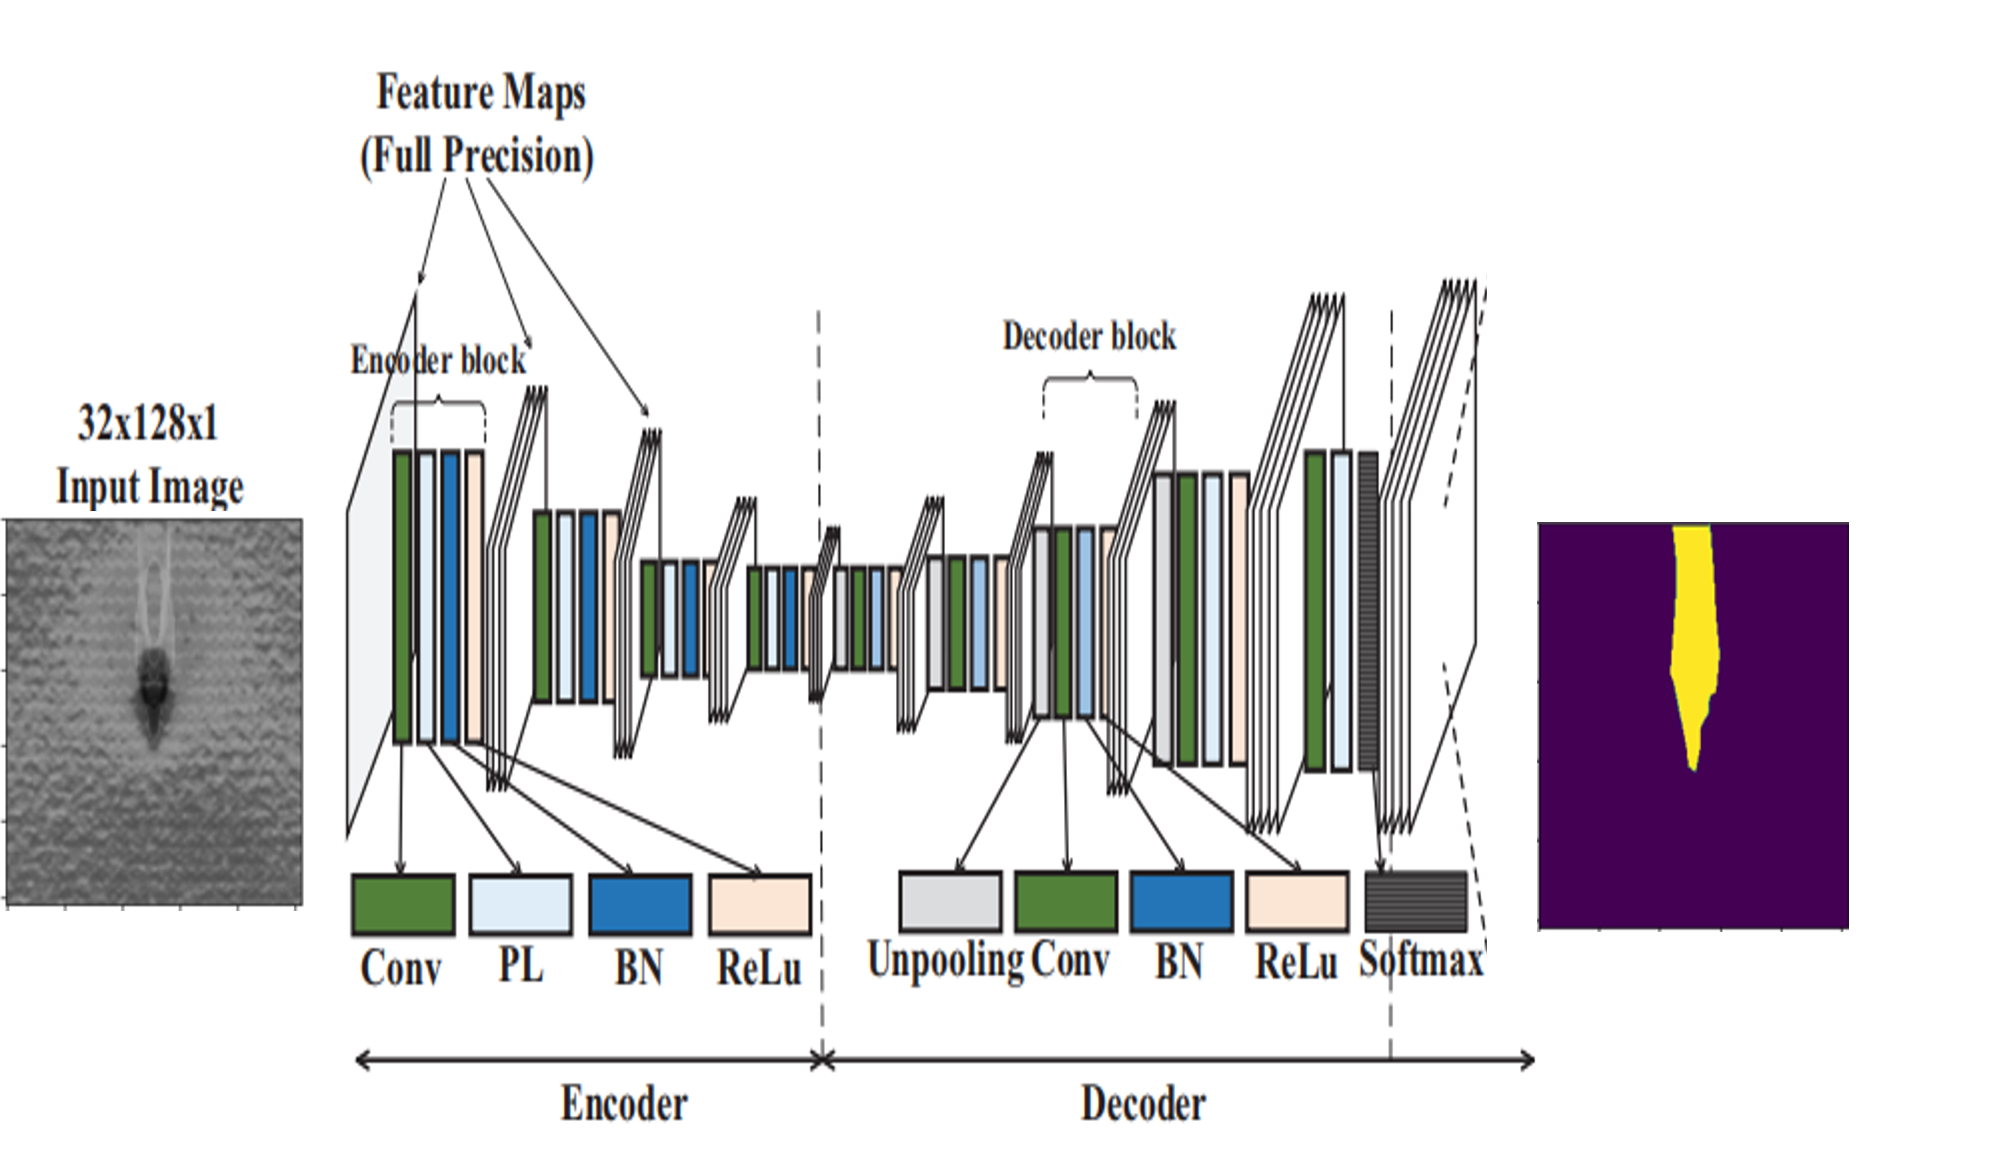 Feature Maps
(Full Precision)
Encoder block
Decoder block
32x128x1
Input Image
Conv
PL
BN
ReLu
Unpooling
Conv
BN
ReLu
Softmax
Encoder
Decoder